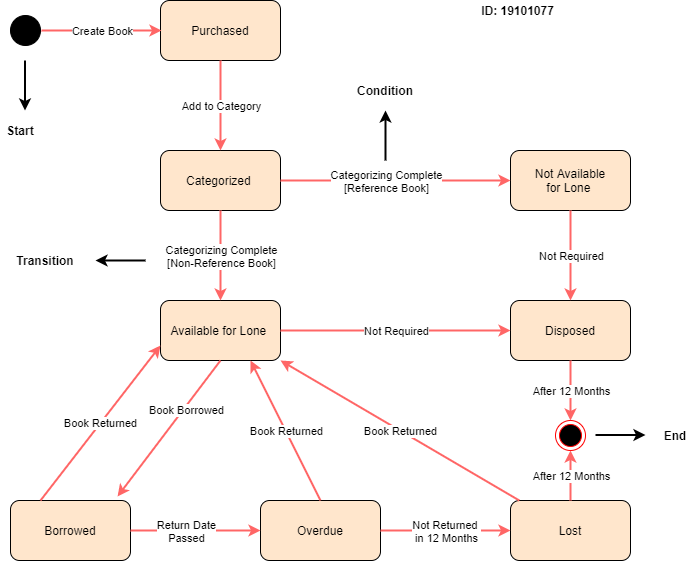 ID: 19101077
Create Book
Purchased
Start
Add to Category
Condition
Categorized
Categorizing Complete
[Reference Book]
Not Available
for Lone
Transition
Categorizing Complete
[Non-Reference Book]
Not Required
Available for Lone
Not Required
Disposed
After 12 Months
Book Returned
Book Borrowed
Book Returned
Book Returned
End
After 12 Months
Borrowed
Return Date
Passed
Overdue
Not Returned
in 12 Months
Lost